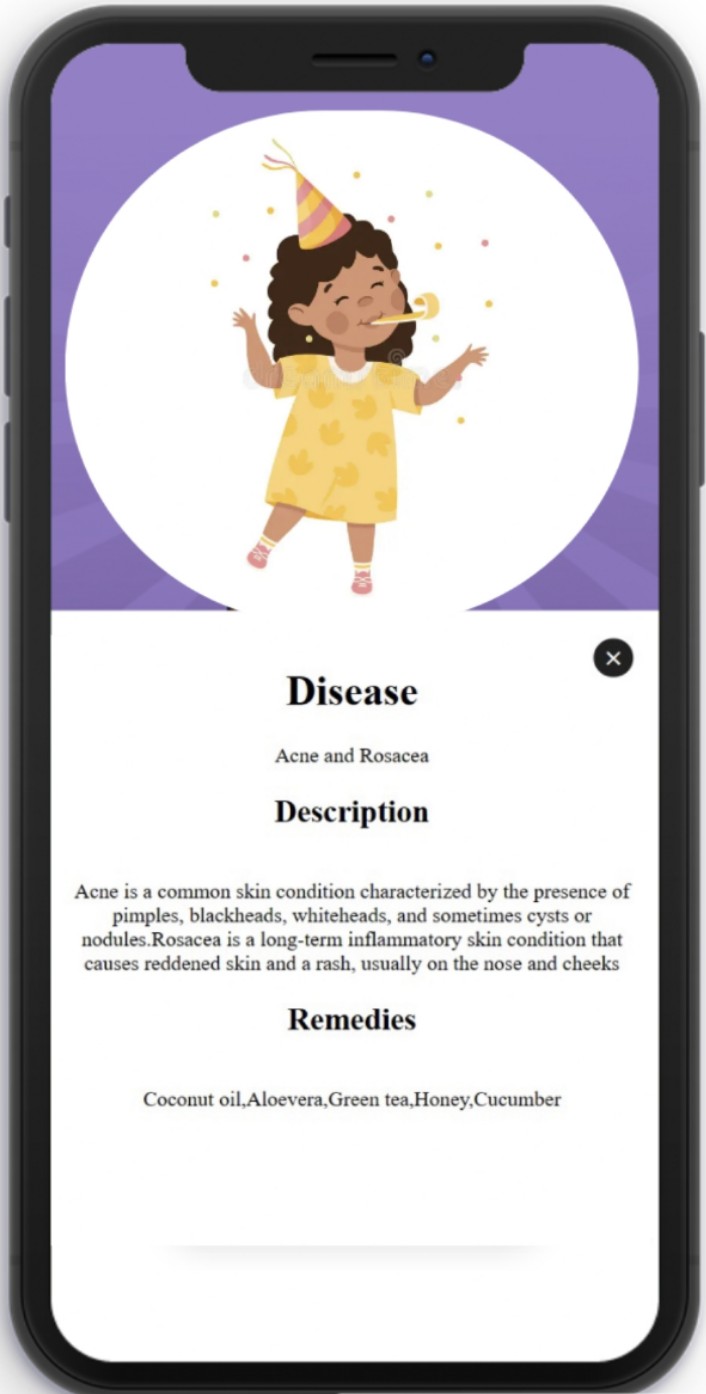 Disease
Acne and Rosacea
Description
Acne is a common skin condition characterized by the presence of
pimples, blackheads, whiteheads, and sometimes cysts or
nodules.Rosacea is a long-term inflammatory skin condition that
causes reddened skin and a rash, usually on the nose and cheeks
Remedies
Coconut oil,Aloevera,Green tea,Honey,Cucumber